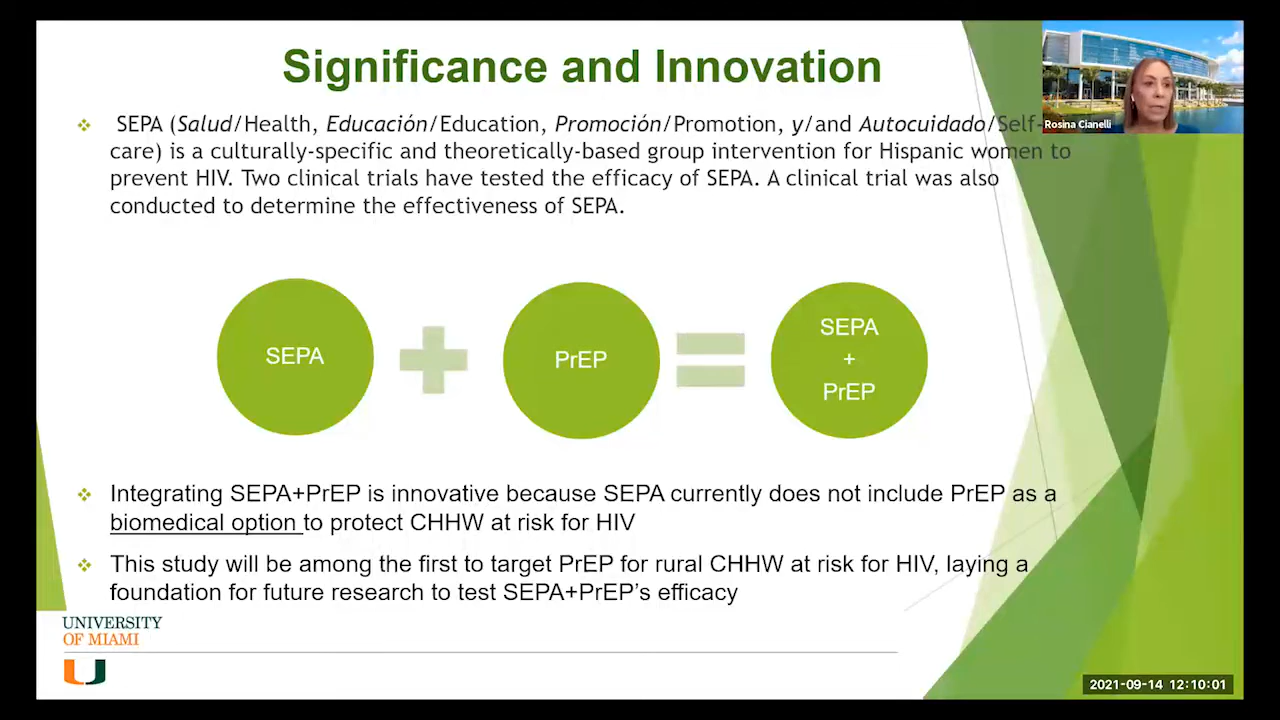 Significance and Innovation
SEPA (Salud/Health, Educación/Education, Promoción/Promotion, y/and Autocuidado/Self-
care) is a culturally-specific and theoretically-based group intervention for Hispanic women to
prevent HIV. Two clinical trials have tested the efficacy of SEPA. A clinical trial was also
conducted to determine the effectiveness of SEPA.
Rosina Cianelli
SEPA
PrEP
SEPA
+
PrEP
Integrating SEPA+PrEP is innovative because SEPA currently does not include PrEP as a
biomedical option to protect CHHW at risk for HIV
This study will be among the first to target PrEP for rural CHHW at risk for HIV, laying a
foundation for future research to test SEPA+PrEP’s efficacy
UNIVERSITY
OF MIAMI
2021-09-14 12:10:01